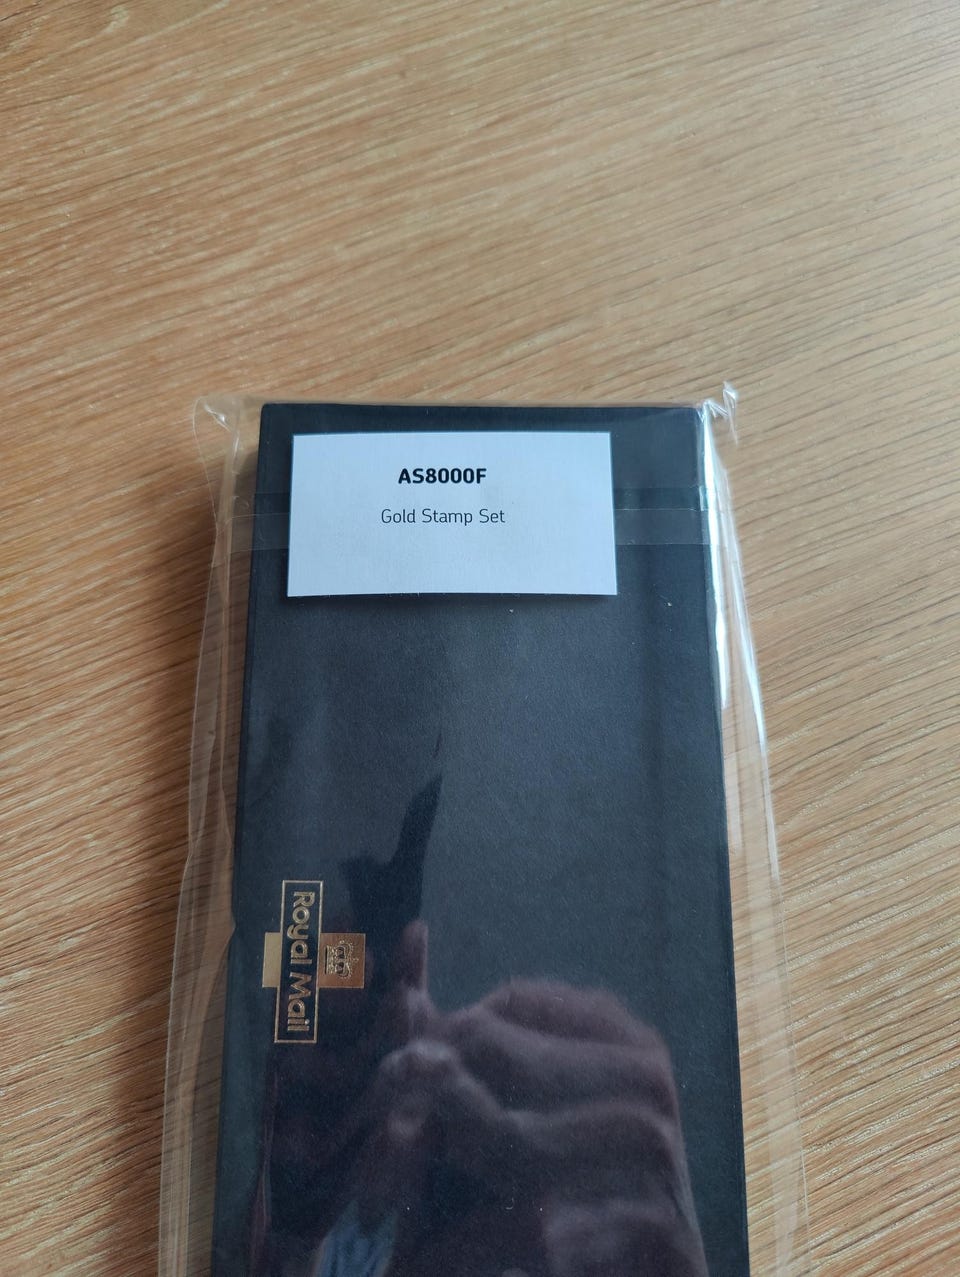 AS8000F
Gold Stamp Set
Royal Mail